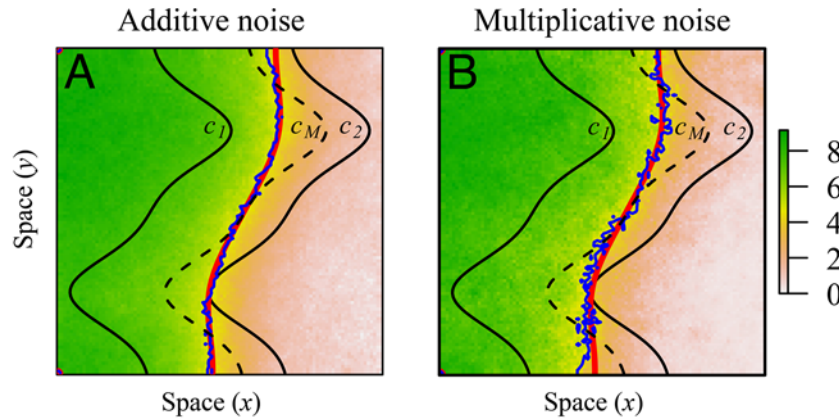 Additive noise
Multiplicative noise
A
B
c1 cM c2
c1 cM c2
8
6
4
2
0
Space (y)
Space (x)
Space (x)